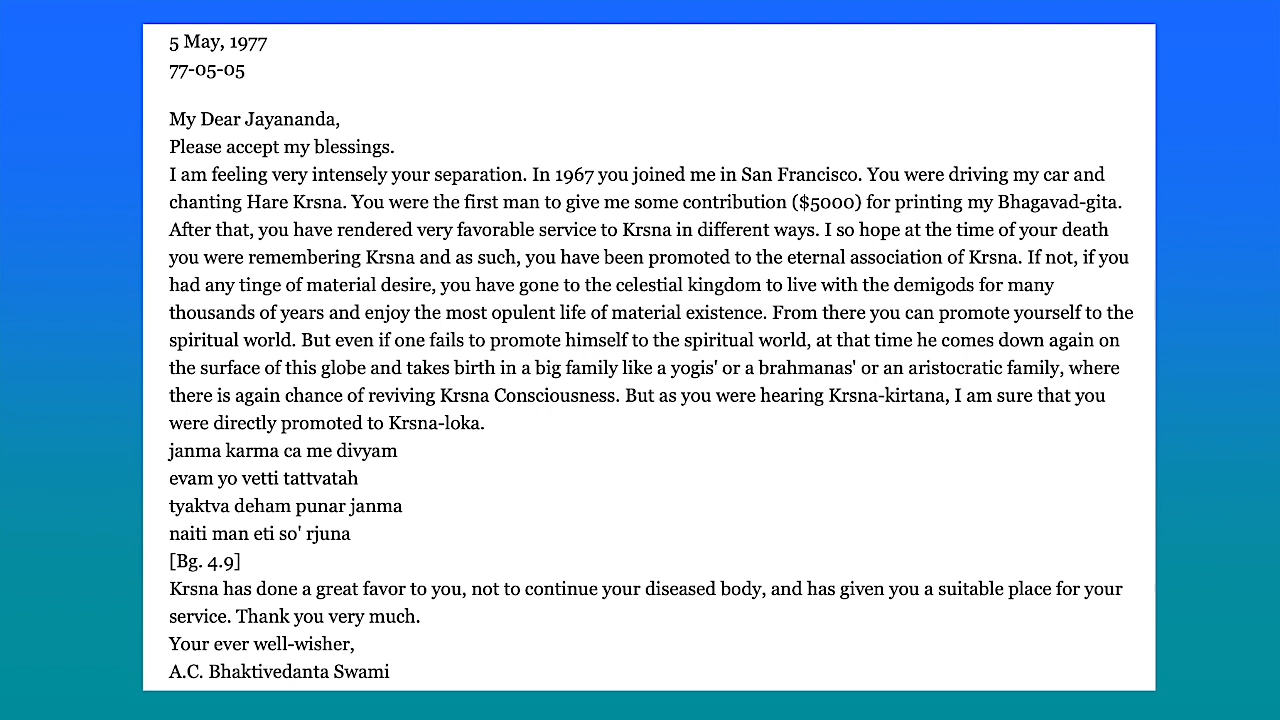 5 May, 1977
77-05-05
My Dear Jayananda,
Please accept my blessings.
I am feeling very intensely your separation. In 1967 you joined me in San Francisco. You were driving my car and
chanting Hare Krsna. You were the first man to give me some contribution ($5000) for printing my Bhagavad-gita.
After that, you have rendered very favorable service to Krsna in different ways. I so hope at the time of your death
you were remembering Krsna and as such, you have been promoted to the eternal association of Krsna. If not, if you
had any tinge of material desire, you have gone to the celestial kingdom to live with the demigods for many
thousands of years and enjoy the most opulent life of material existence. From there you can promote yourself to the
spiritual world. But even if one fails to promote himself to the spiritual world, at that time he comes down again on
the surface of this globe and takes birth in a big family like a yogis' or a brahmanas' or an aristocratic family, where
there is again chance of reviving Krsna Consciousness. But as you were hearing Krsna-kirtana, I am sure that you
were directly promoted to Krsna-loka.
janma karma ca me divyam
evam yo vetti tattvatah
tyaktva deham punar janma
naiti man eti so' rjuna
[Bg. 4.9]
Krsna has done a great favor to you, not to continue your diseased body, and has given you a suitable place for your
service. Thank you very much.
Your ever well-wisher,
A.C. Bhaktivedanta Swami